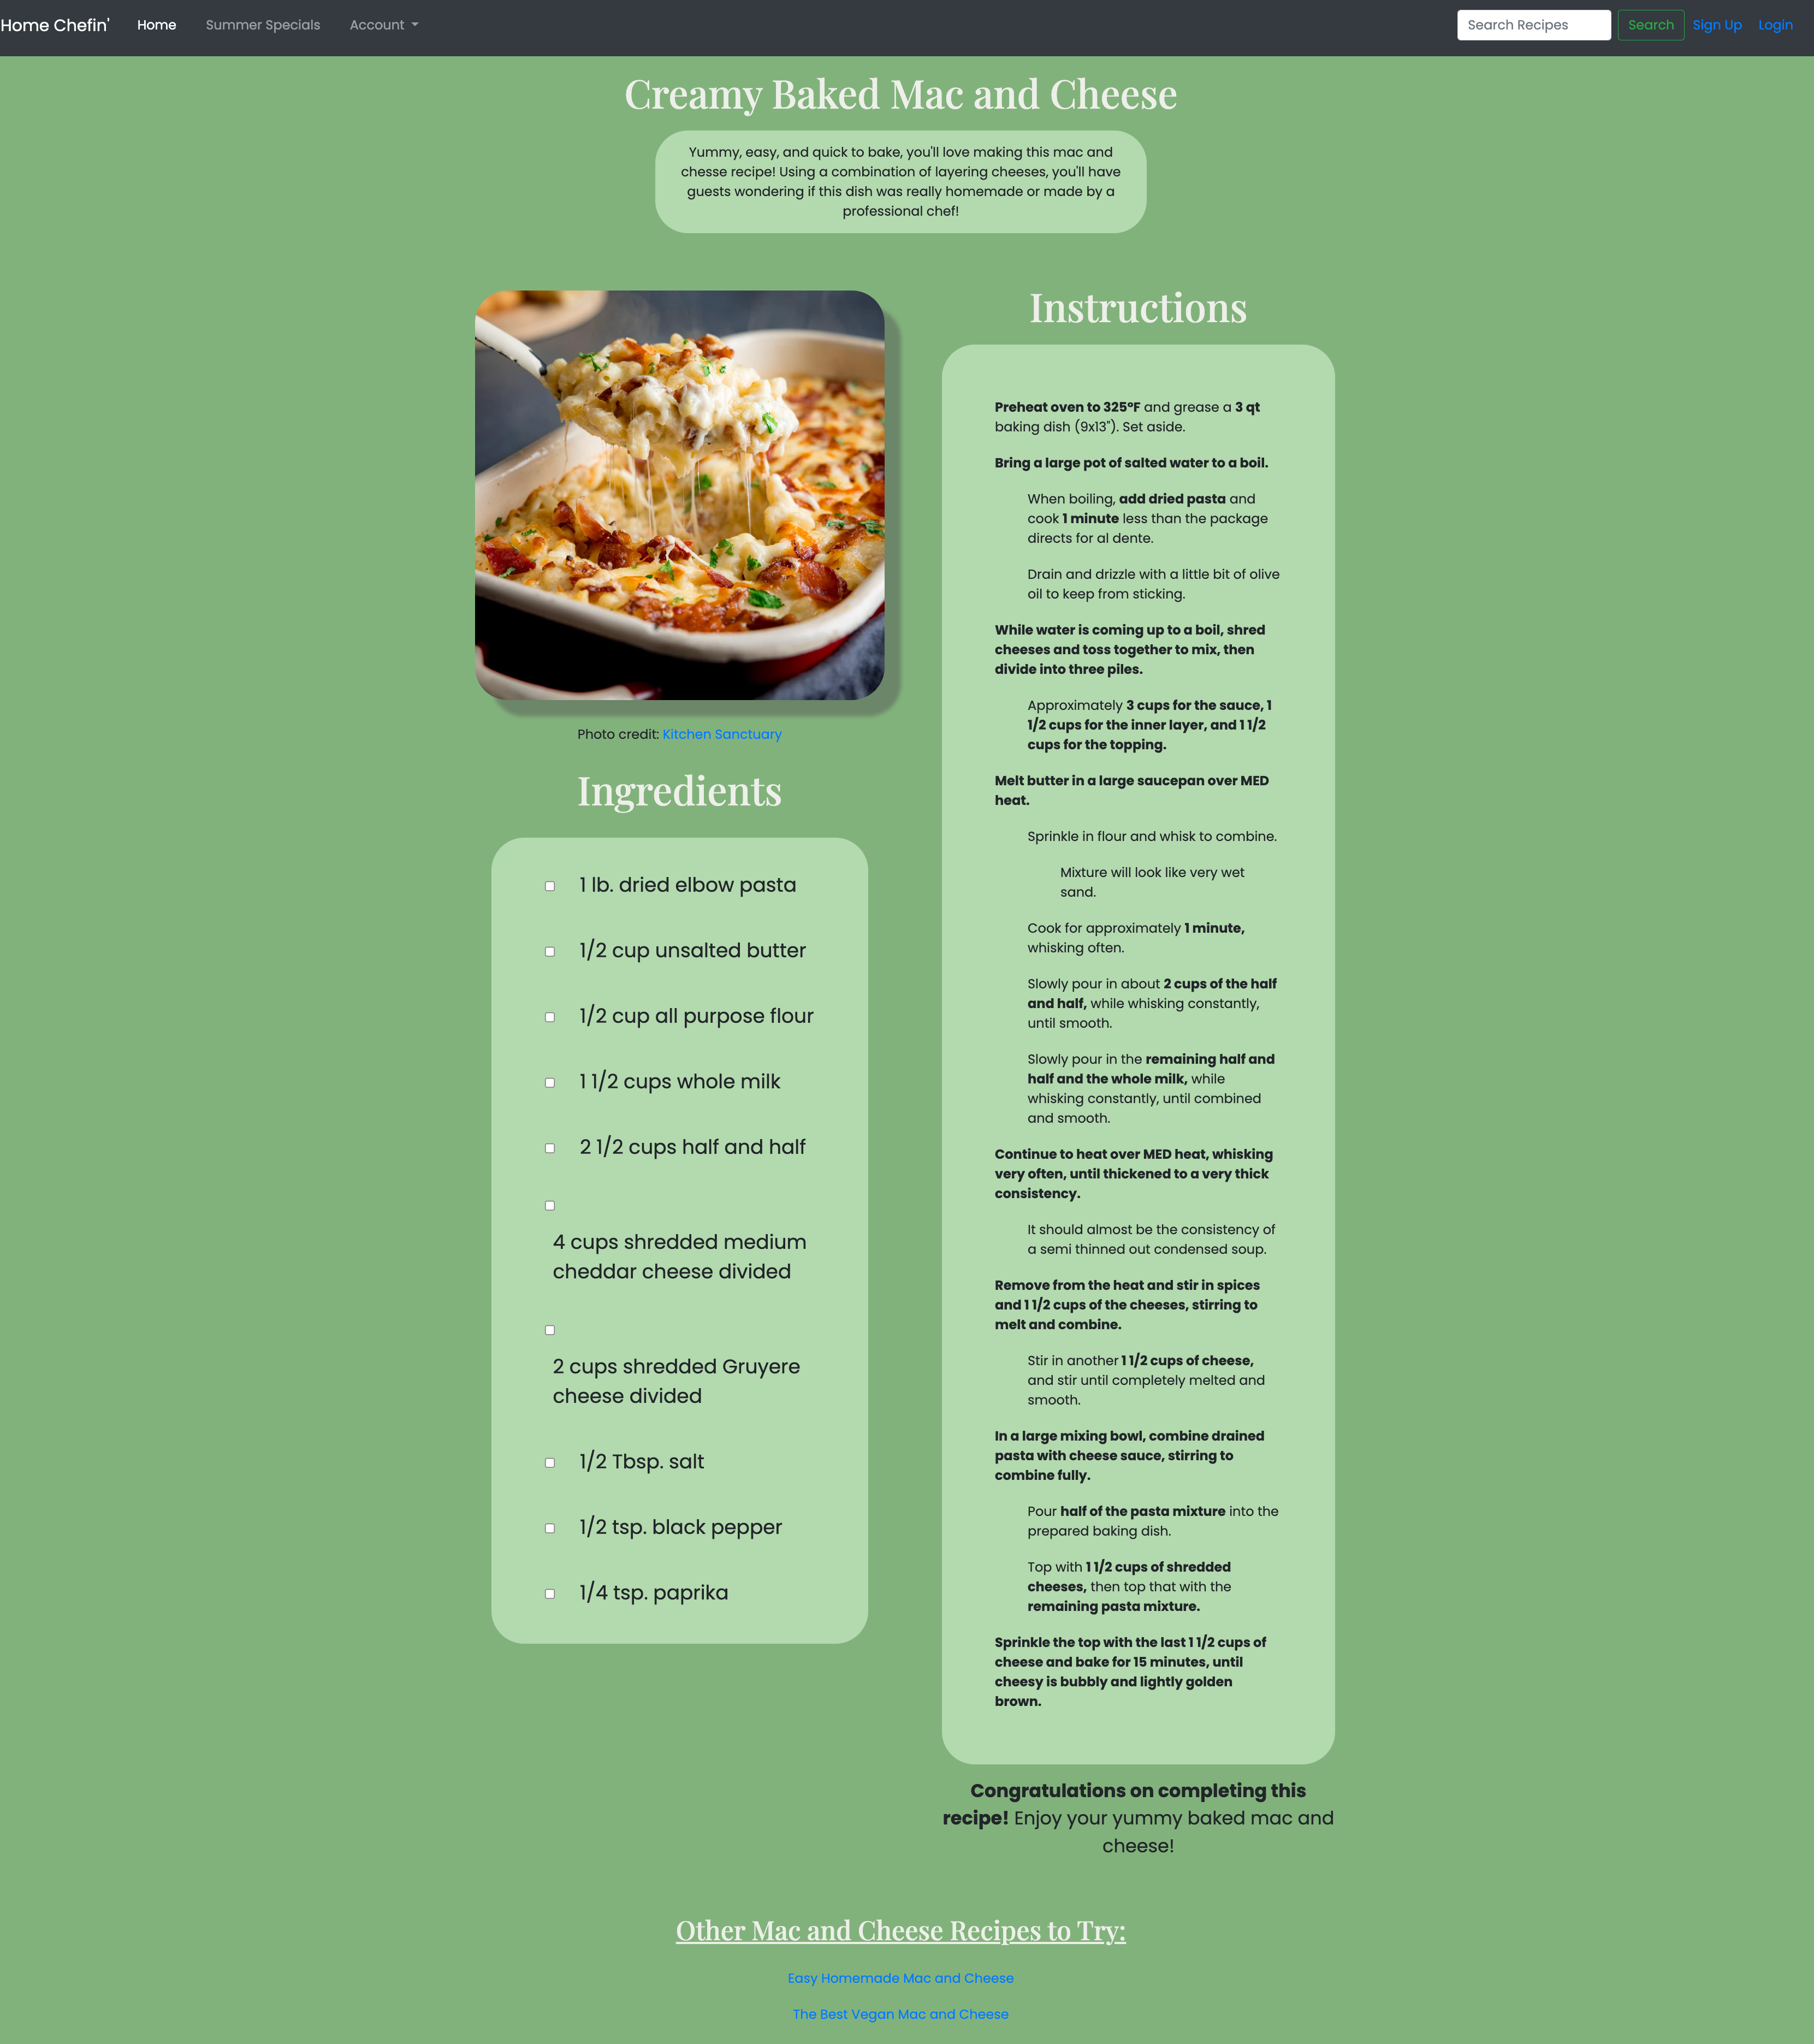 Home Chefin'
Home
Summer Specials
Account
Search Recipes
Search
Sign Up
Login
Creamy Baked Mac and Cheese
Yummy, easy, and quick to bake, you'll love making this mac and
chesse recipe! Using a combination of layering cheeses, you'll have
guests wondering if this dish was really homemade or made by a
professional chef!
Photo credit: Kitchen Sanctuary
Ingredients
1 lb. dried elbow pasta
1/2 cup unsalted butter
1/2 cup all purpose flour
1 1/2 cups whole milk
2 1/2 cups half and half
4 cups shredded medium
cheddar cheese divided
2 cups shredded Gruyere
cheese divided
1/2 Tbsp. salt
1/2 tsp. black pepper
1/4 tsp. paprika
Instructions
Preheat oven to 325°F and grease a 3 qt
baking dish (9x13"). Set aside.
Bring a large pot of salted water to a boil.
When boiling, add dried pasta and
cook 1 minute less than the package
directs for al dente.
Drain and drizzle with a little bit of olive
oil to keep from sticking.
While water is coming up to a boil, shred
cheeses and toss together to mix, then
divide into three piles.
Approximately 3 cups for the sauce, 1
1/2 cups for the inner layer, and 1 1/2
cups for the topping.
Melt butter in a large saucepan over MED
heat.
Sprinkle in flour and whisk to combine.
Mixture will look like very wet
sand.
Cook for approximately 1 minute,
whisking often.
Slowly pour in about 2 cups of the half
and half, while whisking constantly,
until smooth.
Slowly pour in the remaining half and
half and the whole milk, while
whisking constantly, until combined
and smooth.
Continue to heat over MED heat, whisking
very often, until thickened to a very thick
consistency.
It should almost be the consistency of
a semi thinned out condensed soup.
Remove from the heat and stir in spices
and 1 1/2 cups of the cheeses, stirring to
melt and combine.
Stir in another 1 1/2 cups of cheese,
and stir until completely melted and
smooth.
In a large mixing bowl, combine drained
pasta with cheese sauce, stirring to
combine fully.
Pour half of the pasta mixture into the
prepared baking dish.
Top with 1 1/2 cups of shredded
cheeses, then top that with the
remaining pasta mixture.
Sprinkle the top with the last 1 1/2 cups of
cheese and bake for 15 minutes, until
cheesy is bubbly and lightly golden
brown.
Congratulations on completing this
recipe! Enjoy your yummy baked mac and
cheese!
Other Mac and Cheese Recipes to Try:
Easy Homemade Mac and Cheese
The Best Vegan Mac and Cheese